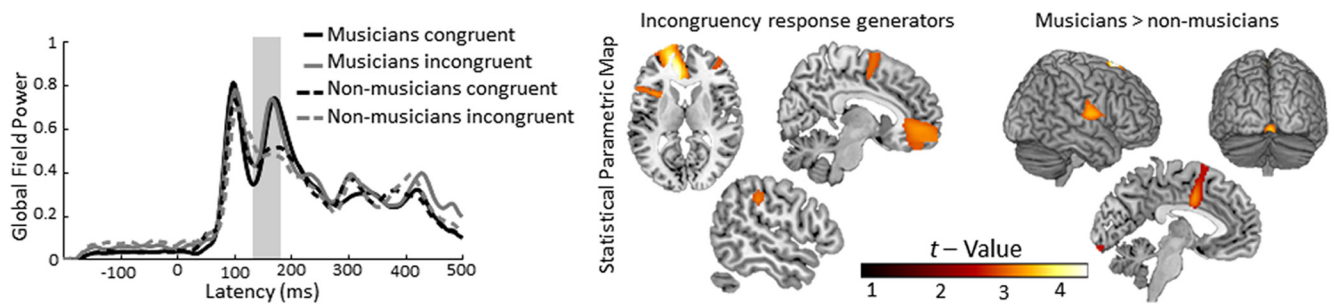 Global Field Power
1
0.8
0.6
0.4
0.2
0
-100
0
100
200
300
400
500
Latency (ms)
Musicians congruent
Musicians incongruent
Non-musicians congruent
Non-musicians incongruent
Statistical Parametric Map
Incongruency response generators
Musicians > non-musicians
t – Value
1
2
3
4